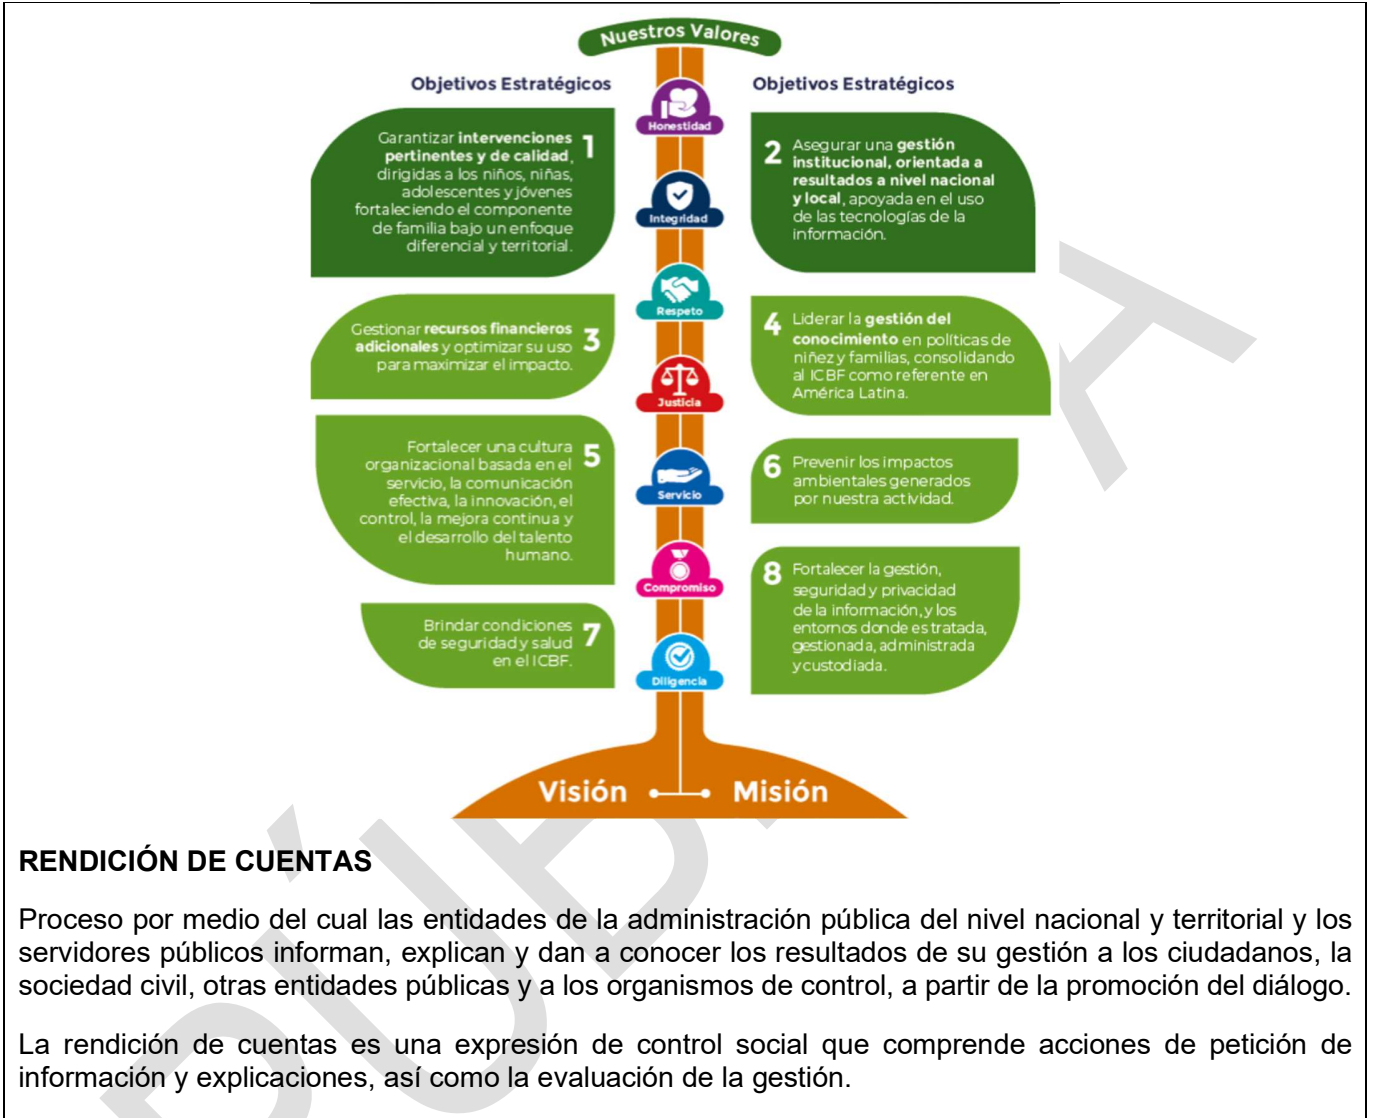 Nuestros Valores
Objetivos Estratégicos
Objetivos Estratégicos
Honestidad
Integridad
Respeto
Justicia
Servicio
Compromiso
Diligencia
1
Garantizar intervenciones
pertinentes y de calidad,
dirigidas a los niños, niñas,
adolescentes y jóvenes
fortaleciendo el componente
de familia bajo un enfoque
diferencial y territorial.
2
Asegurar una gestión
institucional, orientada a
resultados a nivel nacional
y local, apoyada en el uso
de las tecnologías de la
información.
3
Gestionar recursos financieros
adicionales y optimizar su uso
para maximizar el impacto.
4
Liderar la gestión del
conocimiento en políticas de
niñez y familias, consolidando
al ICBF como referente en
América Latina.
5
Fortalecer una cultura
organizacional basada en el
servicio, la comunicación
efectiva, la innovación, el
control, la mejora continua y
el desarrollo del talento
humano.
6
Prevenir los impactos
ambientales generados
por nuestra actividad.
7
Brindar condiciones
de seguridad y salud
en el ICBF.
8
Fortalecer la gestión,
seguridad y privacidad
de la información, y los
entornos donde es tratada,
gestionada, administrada
y custodiada.
Visión
Misión
RENDICIÓN DE CUENTAS
Proceso por medio del cual las entidades de la administración pública del nivel nacional y territorial y los
servidores públicos informan, explican y dan a conocer los resultados de su gestión a los ciudadanos, la
sociedad civil, otras entidades públicas y a los organismos de control, a partir de la promoción del diálogo.
La rendición de cuentas es una expresión de control social que comprende acciones de petición de
información y explicaciones, así como la evaluación de la gestión.